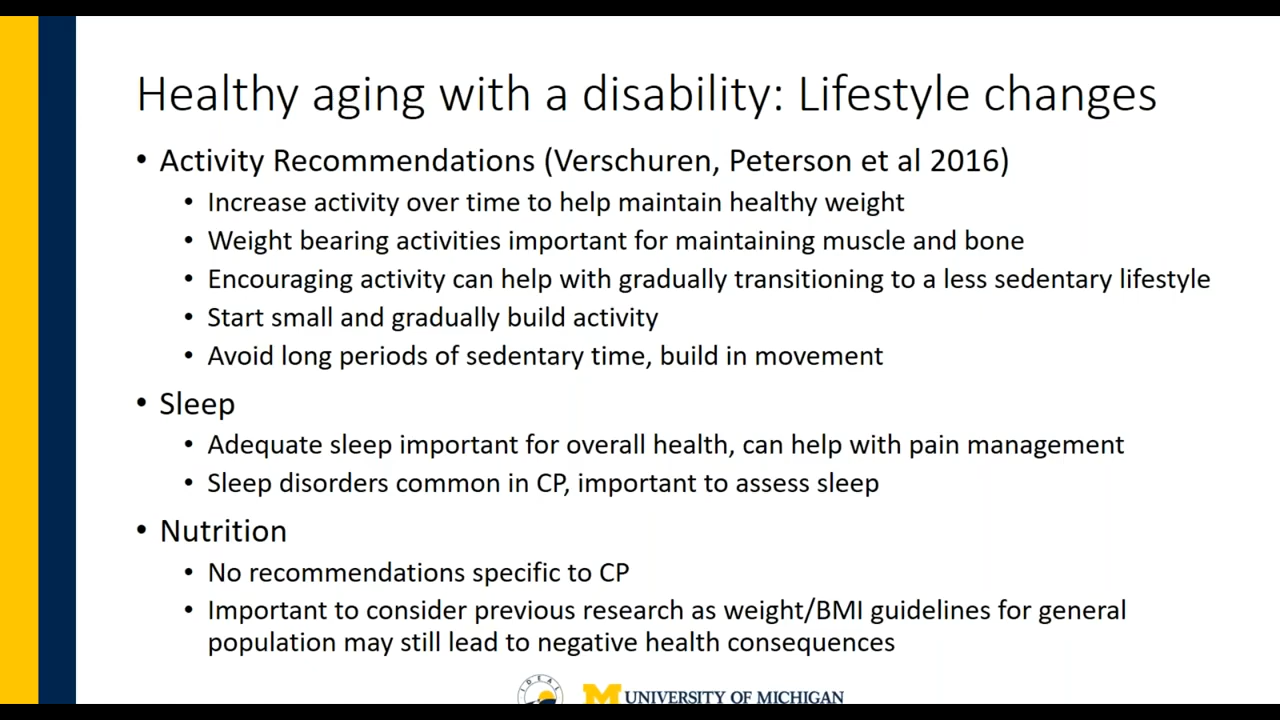 Healthy aging with a disability: Lifestyle changes
• Activity Recommendations (Verschuren, Peterson et al 2016)
• Increase activity over time to help maintain healthy weight
• Weight bearing activities important for maintaining muscle and bone
• Encouraging activity can help with gradually transitioning to a less sedentary lifestyle
• Start small and gradually build activity
• Avoid long periods of sedentary time, build in movement
• Sleep
• Adequate sleep important for overall health, can help with pain management
• Sleep disorders common in CP, important to assess sleep
• Nutrition
• No recommendations specific to CP
• Important to consider previous research as weight/BMI guidelines for general
population may still lead to negative health consequences
IDEAL
M UNIVERSITY OF MICHIGAN